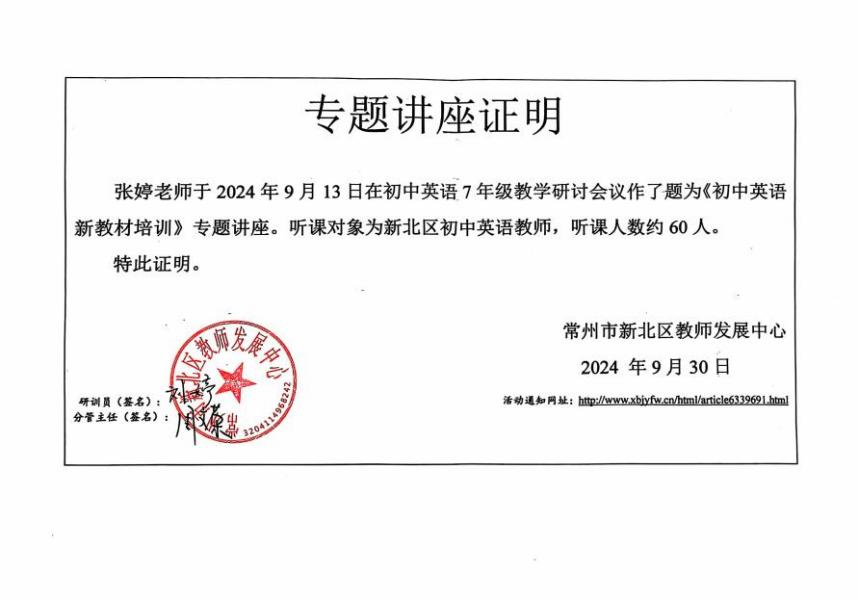 专题讲座证明
张婷老师于 2024 年 9 月 13 日在初中英语 7 年级教学研讨会议作了题为《初中英语
新教材培训》专题讲座。听课对象为新北区初中英语教师，听课人数约 60 人。
特此证明。
常州市新北区教师发展中心
2024 年 9 月 30 日
研训员（签名）：
分管主任（签名）：
常州市新北区教师发展中心
3204114968242
活动通知网址：http://www.xbjyfw.cn/html/article6339691.html